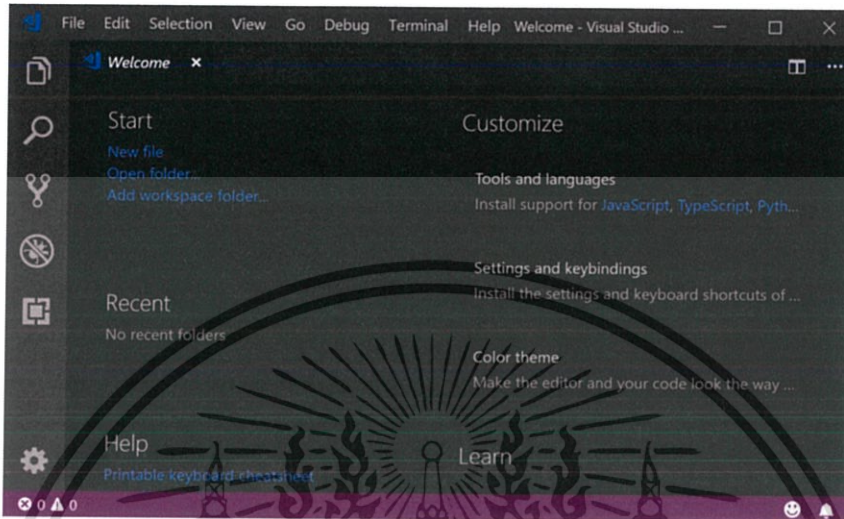 File Edit Selection View Go Debug Terminal Help Welcome - Visual Studio ...
Welcome
Start
New file
Open folder...
Add workspace folder...
Recent
No recent folders
Help
Printable keyboard cheatsheet
Customize
Tools and languages
Install support for JavaScript, TypeScript, Pyth...
Settings and keybindings
Install the settings and keyboard shortcuts of ...
Color theme
Make the editor and your code look the way ...
Learn
0 0